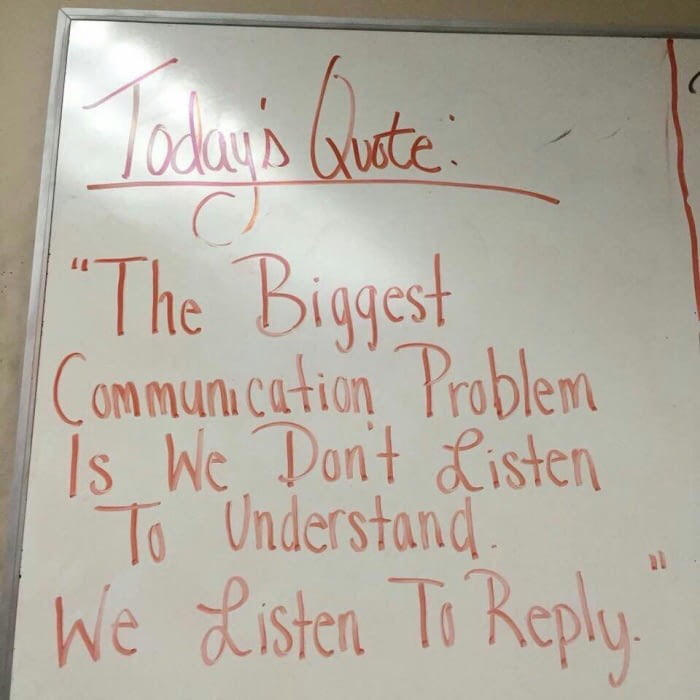 Today's Quote:
"The Biggest
Communication Problem
Is We Don't Listen
To Understand.
We Listen To Reply."